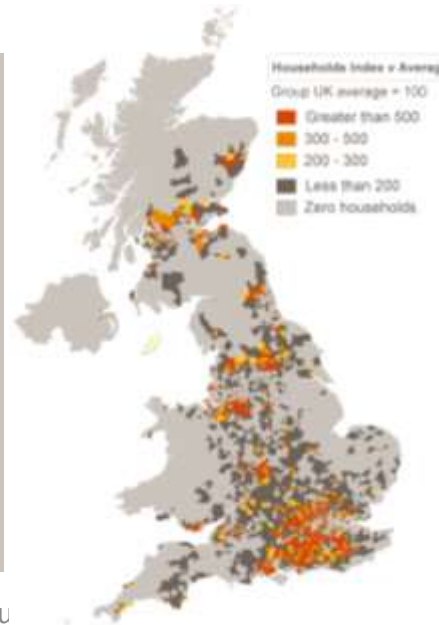 Households Index v Averag
Group UK average = 100
Greater than 500
300 - 500
200 - 300
Less than 200
Zero households